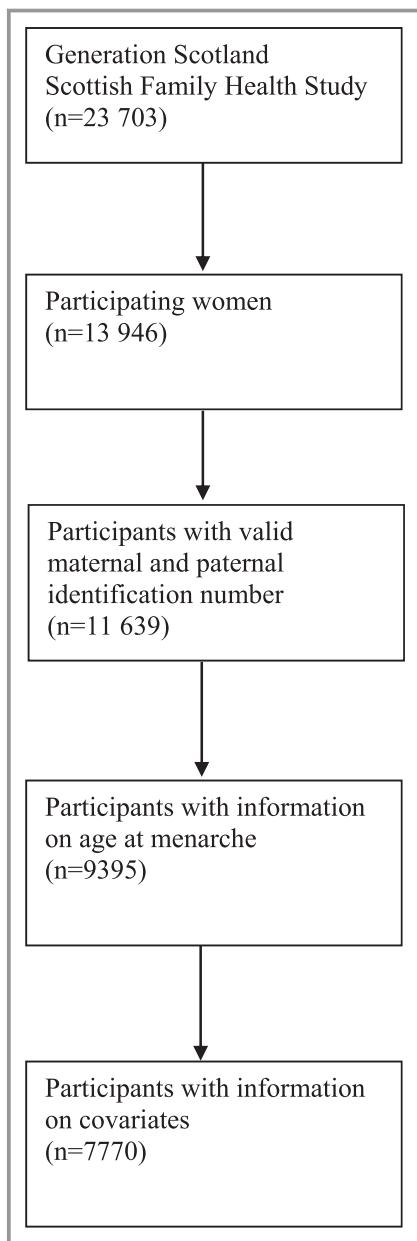 Generation Scotland
Scottish Family Health Study
(n=23 703)
Participating women
(n=13 946)
Participants with valid
maternal and paternal
identification number
(n=11 639)
Participants with information
on age at menarche
(n=9395)
Participants with information
on covariates
(n=7770)